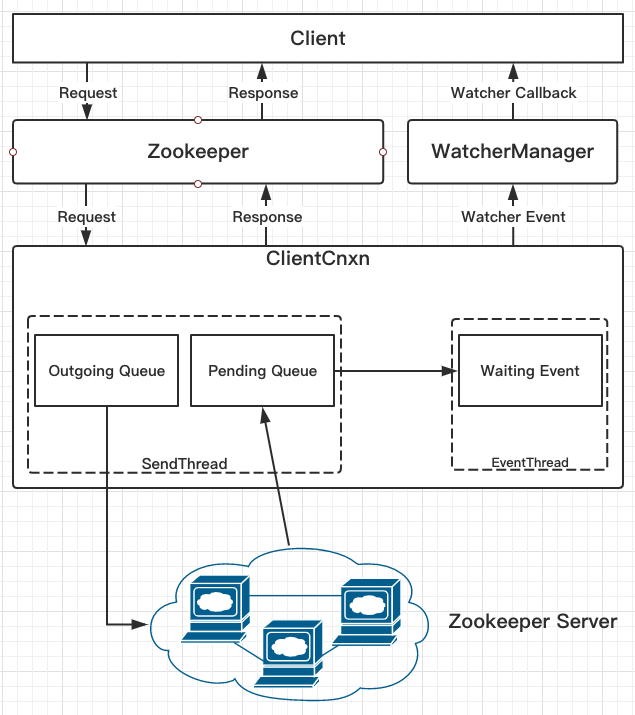 Client
Request
Response
Watcher Callback
Zookeeper
WatcherManager
Request
Response
Watcher Event
ClientCnxn
Outgoing Queue
Pending Queue
Waiting Event
SendThread
EventThread
Zookeeper Server